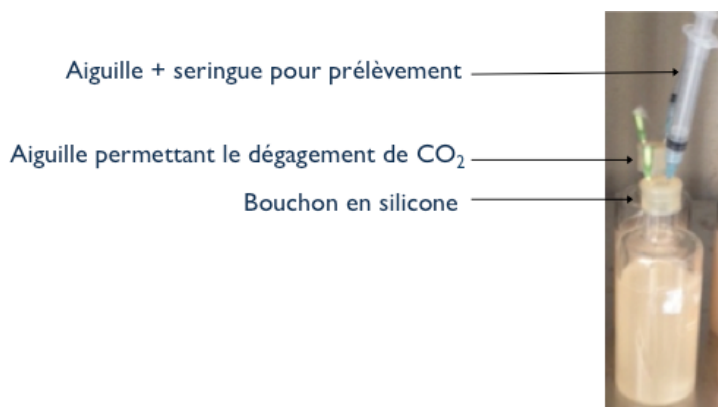 Aiguille + seringue pour prélèvement
Aiguille permettant le dégagement de CO₂
Bouchon en silicone